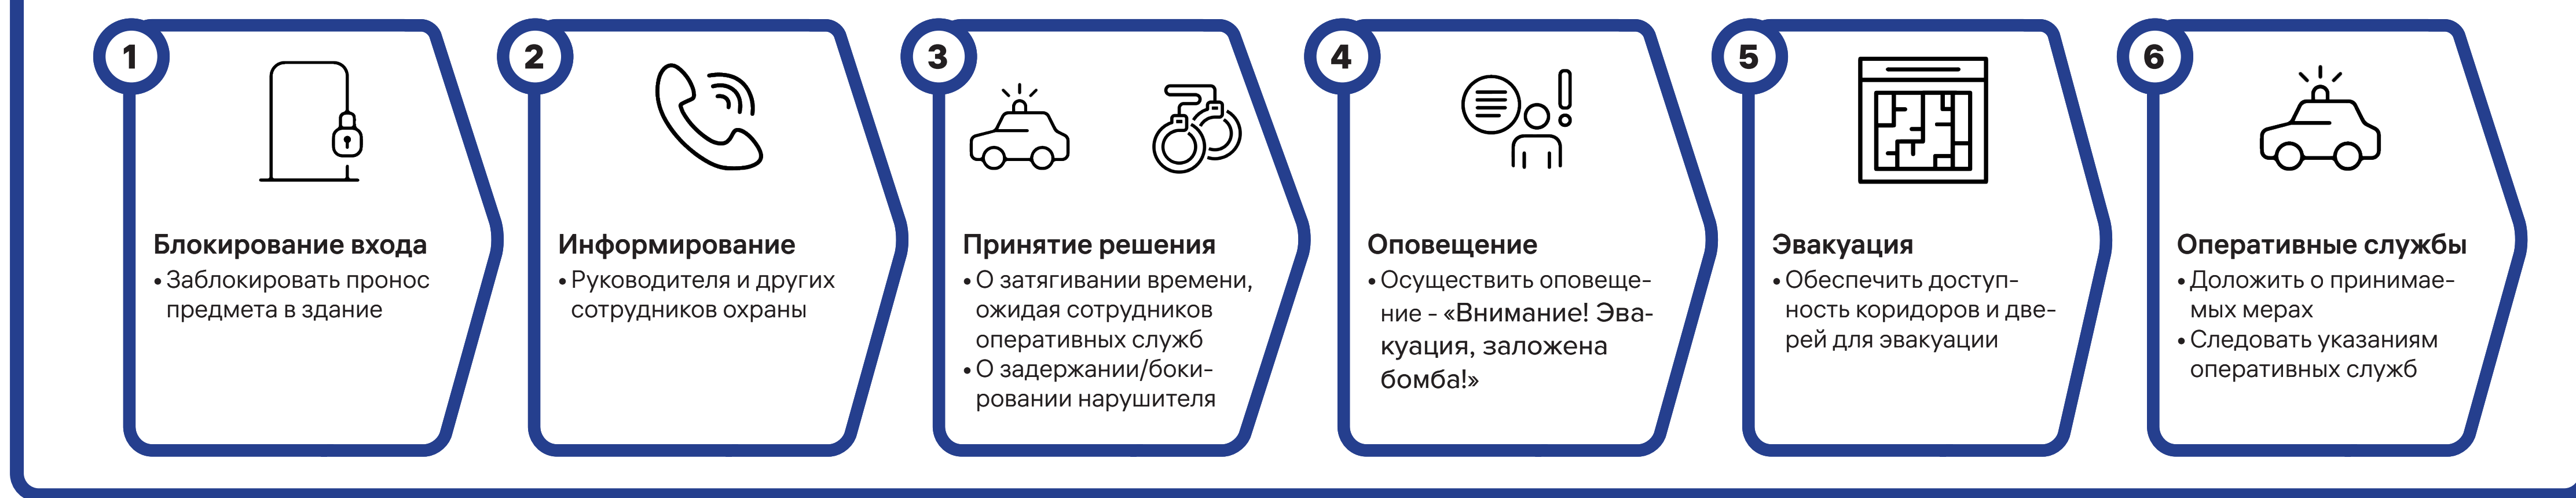 1
Блокирование входа
• Заблокировать пронос
предмета в здание
2
Информирование
• Руководителя и других
сотрудников охраны
3
Принятие решения
• О затягивании времени,
ожидая сотрудников
оперативных служб
• О задержании/боки-
ровании нарушителя
4
Оповещение
• Осуществить оповеще-
ние - «Внимание! Эва-
куация, заложена
бомба!»
5
Эвакуация
• Обеспечить доступ-
ность коридоров и две-
рей для эвакуации
6
Оперативные службы
• Доложить о принимае-
мых мерах
• Следовать указаниям
оперативных служб